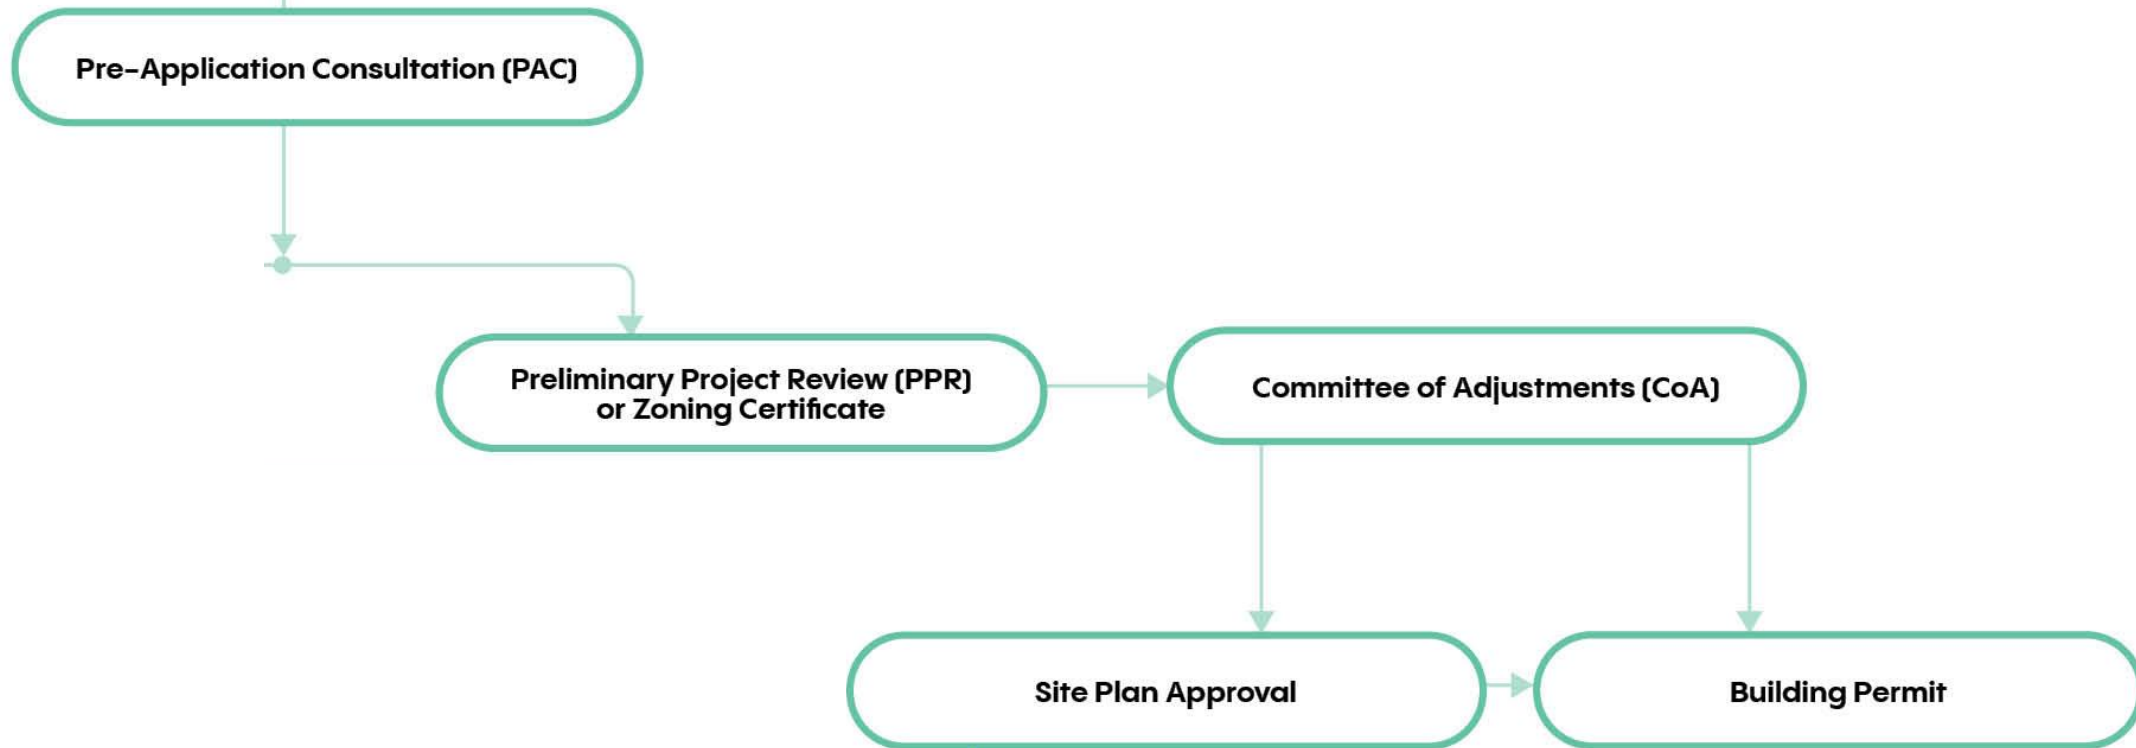 Pre-Application Consultation (PAC)
Preliminary Project Review (PPR)
or Zoning Certificate
Committee of Adjustments (CoA)
Site Plan Approval
Building Permit